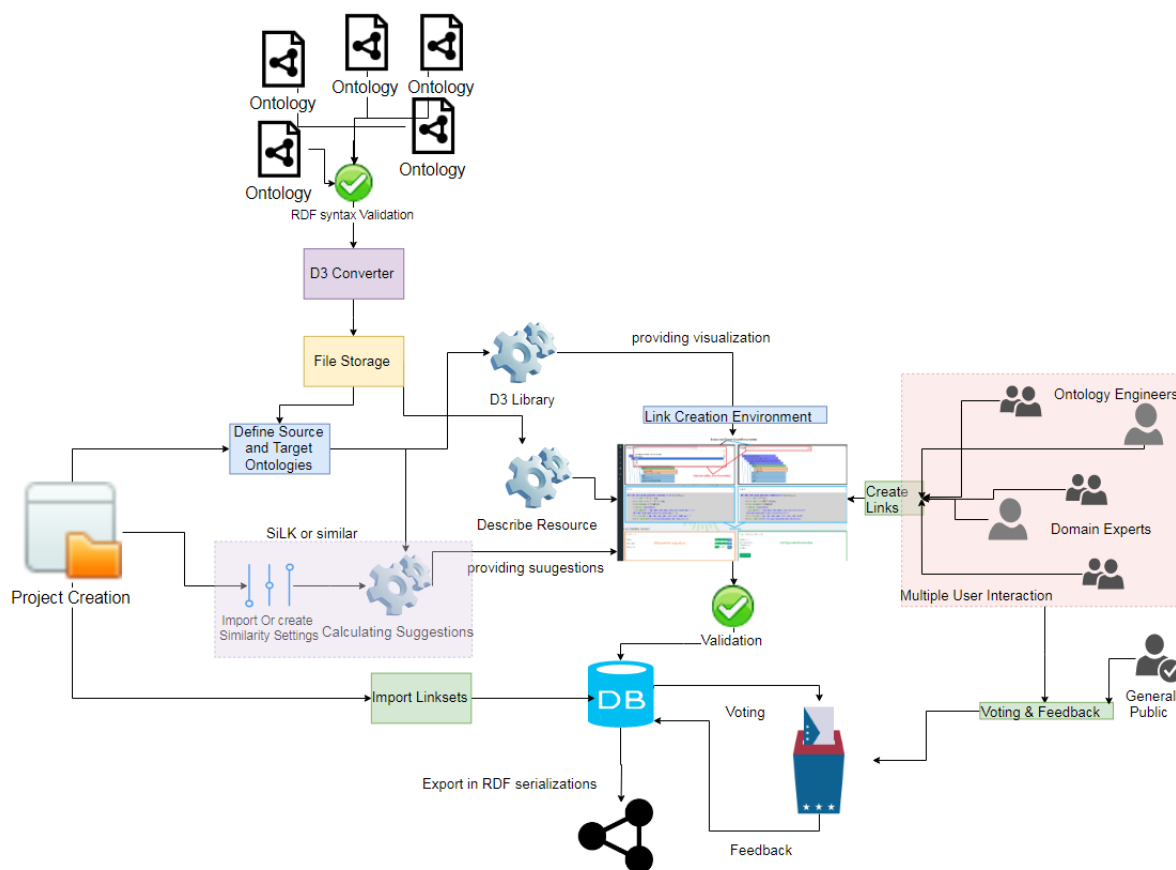 Ontology
Ontology
Ontology
Ontology
Ontology
RDF syntax Validation
D3 Converter
File Storage
providing visualization
D3 Library
Link Creation Environment
Define Source
and Target
Ontologies
Ontology Engineers
Create
Links
Describe Resource
Domain Experts
SiLK or similar
providing suugestions
Project Creation
Import Or create
Similarity Settings
Calculating Suggestions
Multiple User Interaction
Validation
Import Linksets
DB
Voting
General
Public
Voting & Feedback
Export in RDF serializations
Feedback